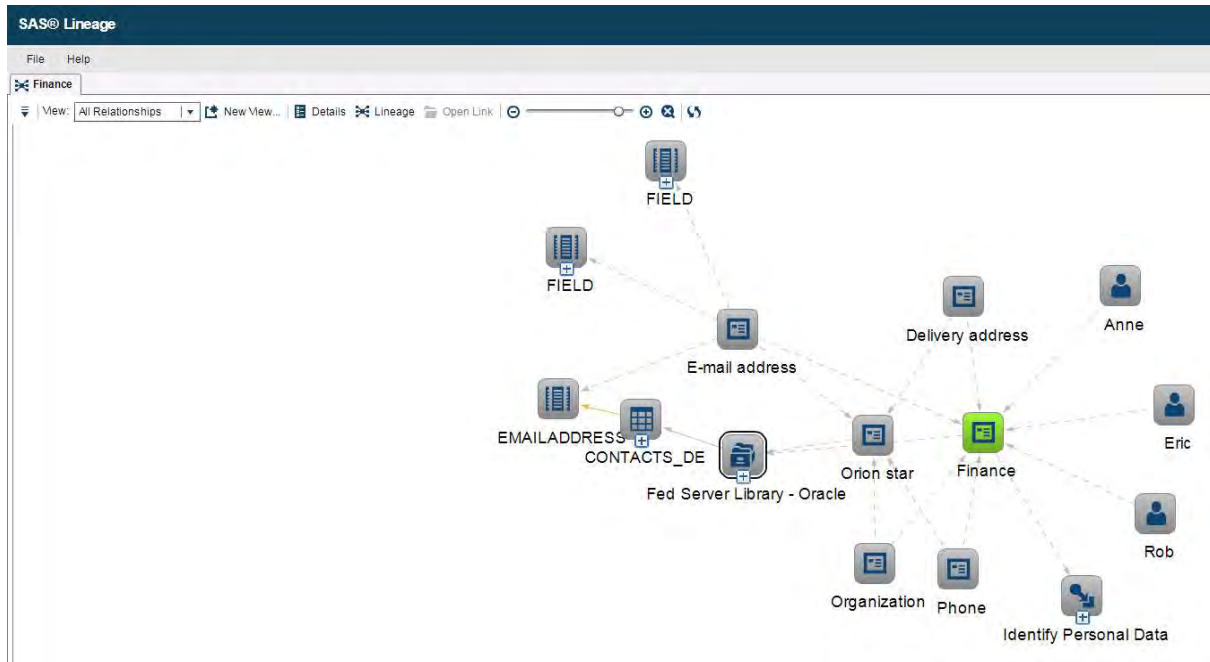 SAS® Lineage
File Help
Finance
View: All Relationships New View... Details Lineage Open Link
FIELD
FIELD
Delivery address
Anne
E-mail address
EMAILADDRESS
CONTACTS_DE
Eric
Orion star
Finance
Fed Server Library - Oracle
Rob
Organization
Phone
Identify Personal Data